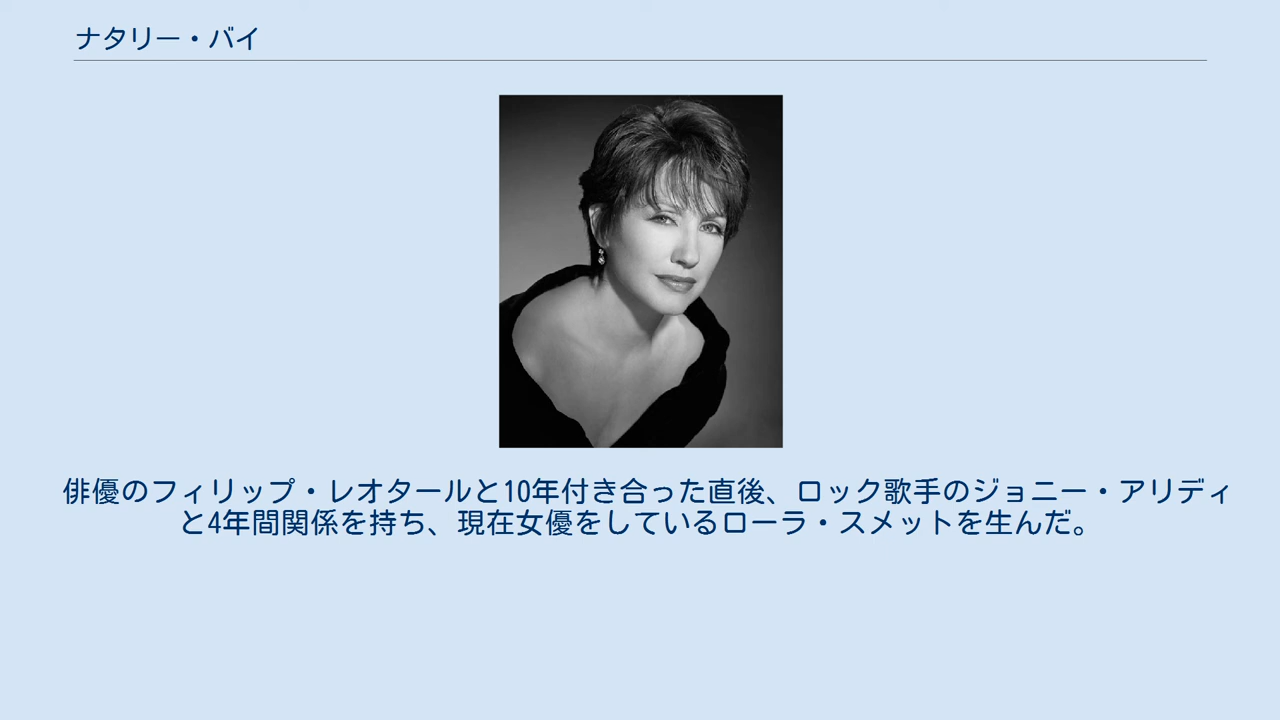 ナタリー・バイ
俳優のフィリップ・レオタールと10年付き合った直後、ロック歌手のジョニー・アリディ
と4年間関係を持ち、現在女優をしているローラ・スメットを生んだ。